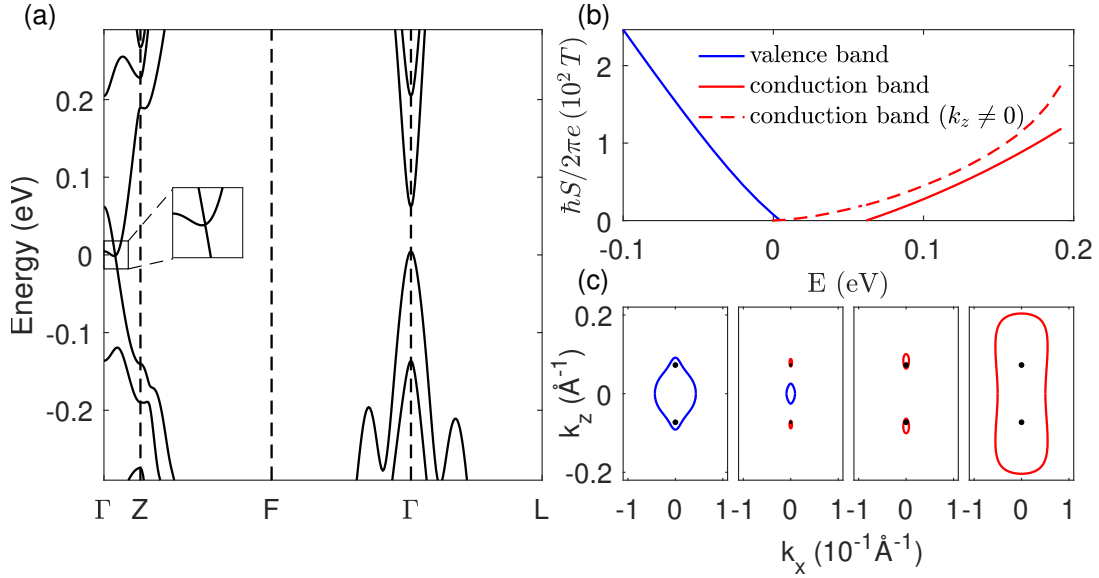 (a)
Energy (eV)
0.2
0.1
0
-0.1
-0.2
Γ Z F Γ L
(b)
ℏS/2πe (10² T)
2
1
0
valence band
conduction band
conduction band (k_z ≠ 0)
-0.1 0 0.1 0.2
E (eV)
(c)
k_z (Å⁻¹)
0.2
0
-0.2
-1 0 1 -1 0 1 -1 0 1 -1 0 1
k_x (10⁻¹Å⁻¹)